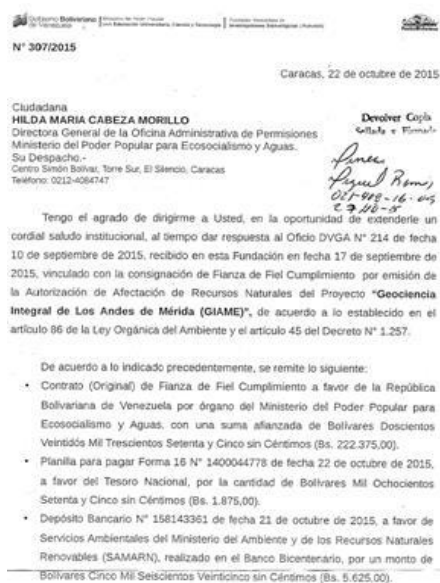 Gobierno Bolivariano de Venezuela
Ministerio del Poder Popular para Educación Universitaria, Ciencia y Tecnología
Fundación Venezolana de Investigaciones Sismológicas
N° 307/2015
Caracas, 22 de octubre de 2015
Ciudadana
HILDA MARIA CABEZA MORILLO
Directora General de la Oficina Administrativa de Permisiones
Ministerio del Poder Popular para Ecosocialismo y Aguas.
Su Despacho.-
Centro Simón Bolívar, Torre Sur, El Silencio, Caracas
Teléfono: 0212-4084747
Devolver Copia
Sellada y Firmada
Tengo el agrado de dirigirme a Usted, en la oportunidad de extenderle un
cordial saludo institucional, al tiempo dar respuesta al Oficio DVGA N° 214 de fecha
10 de septiembre de 2015, recibido en esta Fundación en fecha 17 de septiembre de
2015, vinculado con la consignación de Fianza de Fiel Cumplimiento por emisión de
la Autorización de Afectación de Recursos Naturales del Proyecto "Geociencia
Integral de Los Andes de Mérida (GIAME)", de acuerdo a lo establecido en el
artículo 86 de la Ley Orgánica del Ambiente y el artículo 45 del Decreto N° 1.257.
De acuerdo a lo indicado precedentemente, se remite lo siguiente:
• Contrato (Original) de Fianza de Fiel Cumplimiento a favor de la República
Bolivariana de Venezuela por órgano del Ministerio del Poder Popular para
Ecosocialismo y Aguas, con una suma afianzada de Bolívares Doscientos
Veintidós Mil Trescientos Setenta y Cinco sin Céntimos (Bs. 222.375,00).
• Planilla para pagar Forma 16 N° 1400044778 de fecha 22 de octubre de 2015,
a favor del Tesoro Nacional, por la cantidad de Bolívares Mil Ochocientos
Setenta y Cinco sin Céntimos (Bs. 1.875,00).
• Depósito Bancario N° 158143361 de fecha 21 de octubre de 2015, a favor de
Servicios Ambientales del Ministerio del Ambiente y de los Recursos Naturales
Renovables (SAMARN), realizado en el Banco Bicentenario, por un monto de
Bolívares Cinco Mil Seiscientos Veinticinco sin Céntimos (Bs. 5.625,00).